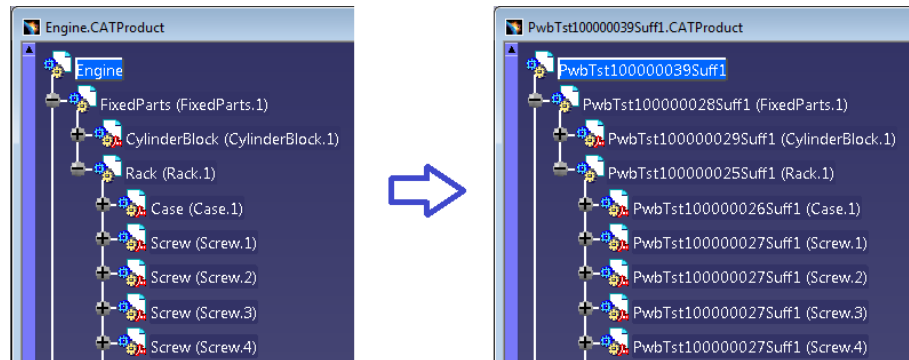 Engine.CATProduct
Engine
FixedParts (FixedParts.1)
CylinderBlock (CylinderBlock.1)
Rack (Rack.1)
Case (Case.1)
Screw (Screw.1)
Screw (Screw.2)
Screw (Screw.3)
Screw (Screw.4)
PwbTst100000039Suff1.CATProduct
PwbTst100000039Suff1
PwbTst100000028Suff1 (FixedParts.1)
PwbTst100000029Suff1 (CylinderBlock.1)
PwbTst100000025Suff1 (Rack.1)
PwbTst100000026Suff1 (Case.1)
PwbTst100000027Suff1 (Screw.1)
PwbTst100000027Suff1 (Screw.2)
PwbTst100000027Suff1 (Screw.3)
PwbTst100000027Suff1 (Screw.4)